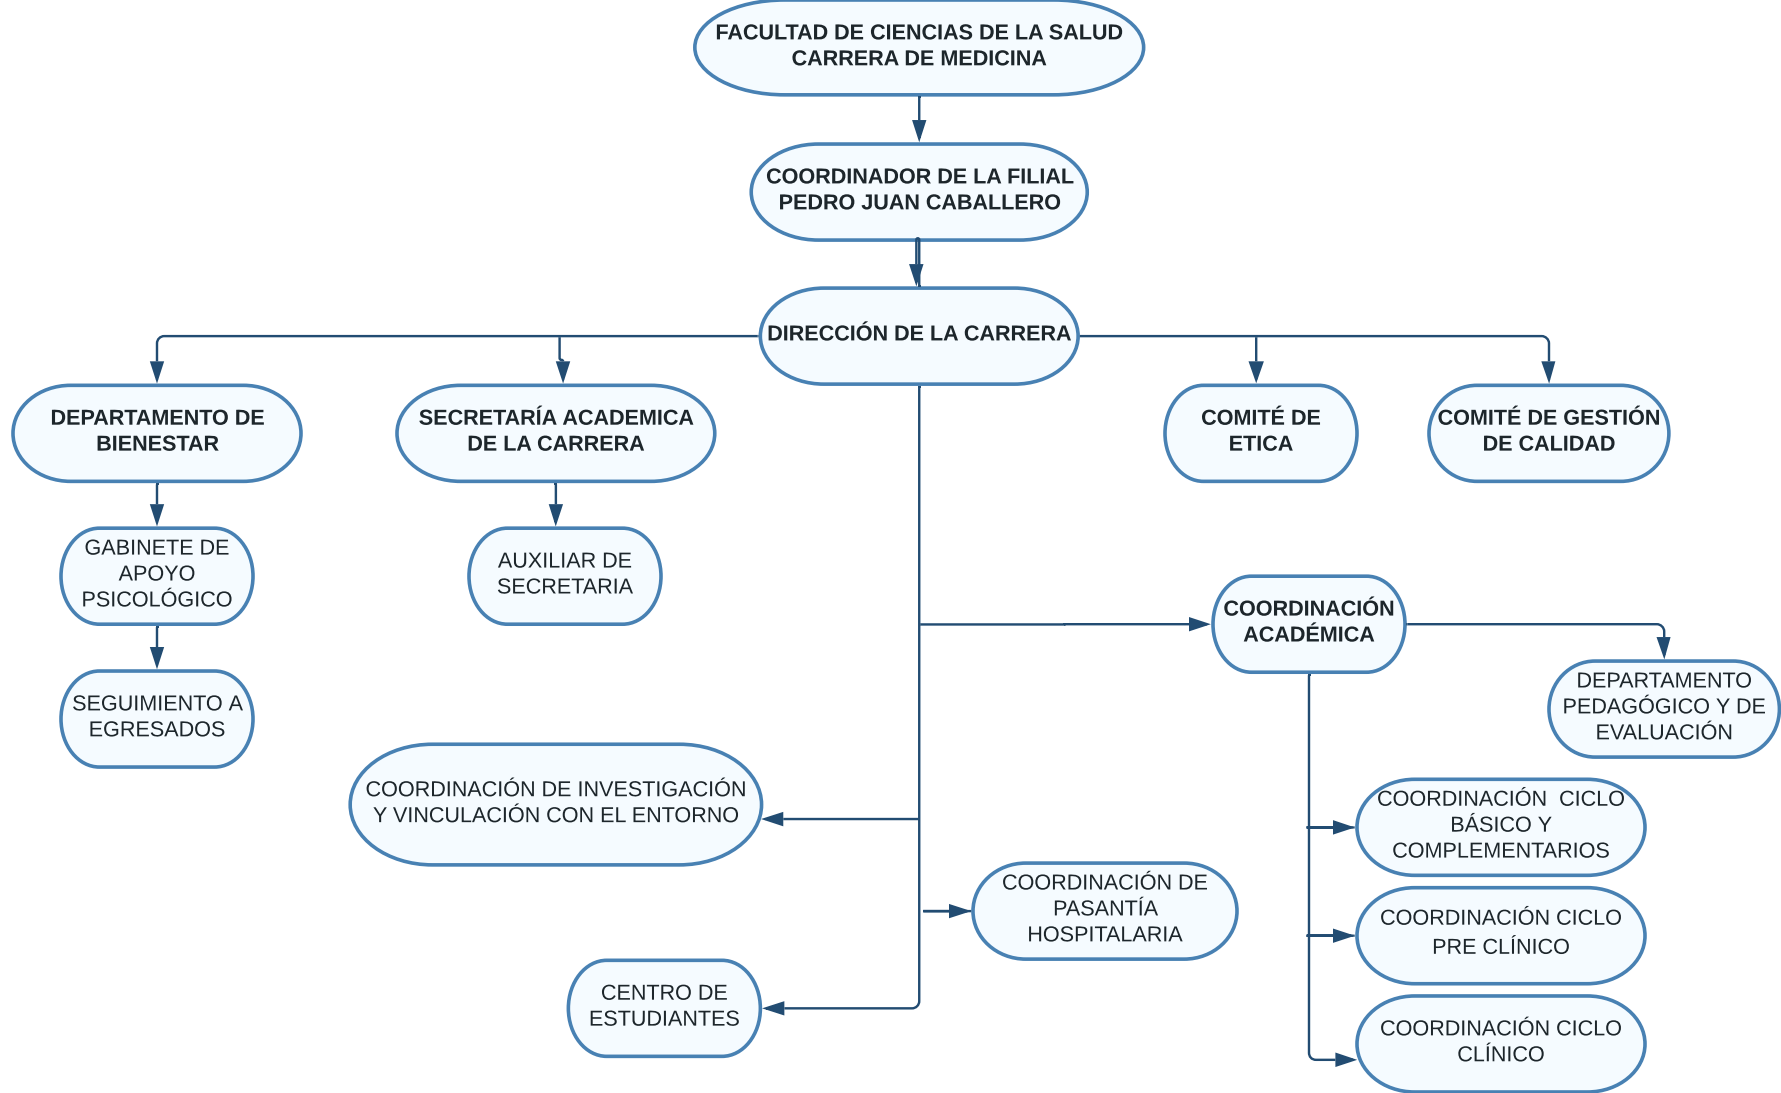 FACULTAD DE CIENCIAS DE LA SALUD
CARRERA DE MEDICINA
COORDINADOR DE LA FILIAL
PEDRO JUAN CABALLERO
DIRECCIÓN DE LA CARRERA
DEPARTAMENTO DE
BIENESTAR
SECRETARÍA ACADEMICA
DE LA CARRERA
COMITÉ DE
ETICA
COMITÉ DE GESTIÓN
DE CALIDAD
GABINETE DE
APOYO
PSICOLÓGICO
AUXILIAR DE
SECRETARIA
COORDINACIÓN
ACADÉMICA
SEGUIMIENTO A
EGRESADOS
DEPARTAMENTO
PEDAGÓGICO Y DE
EVALUACIÓN
COORDINACIÓN DE INVESTIGACIÓN
Y VINCULACIÓN CON EL ENTORNO
COORDINACIÓN  CICLO
BÁSICO Y
COMPLEMENTARIOS
COORDINACIÓN DE
PASANTÍA
HOSPITALARIA
COORDINACIÓN CICLO
PRE CLÍNICO
CENTRO DE
ESTUDIANTES
COORDINACIÓN CICLO
CLÍNICO